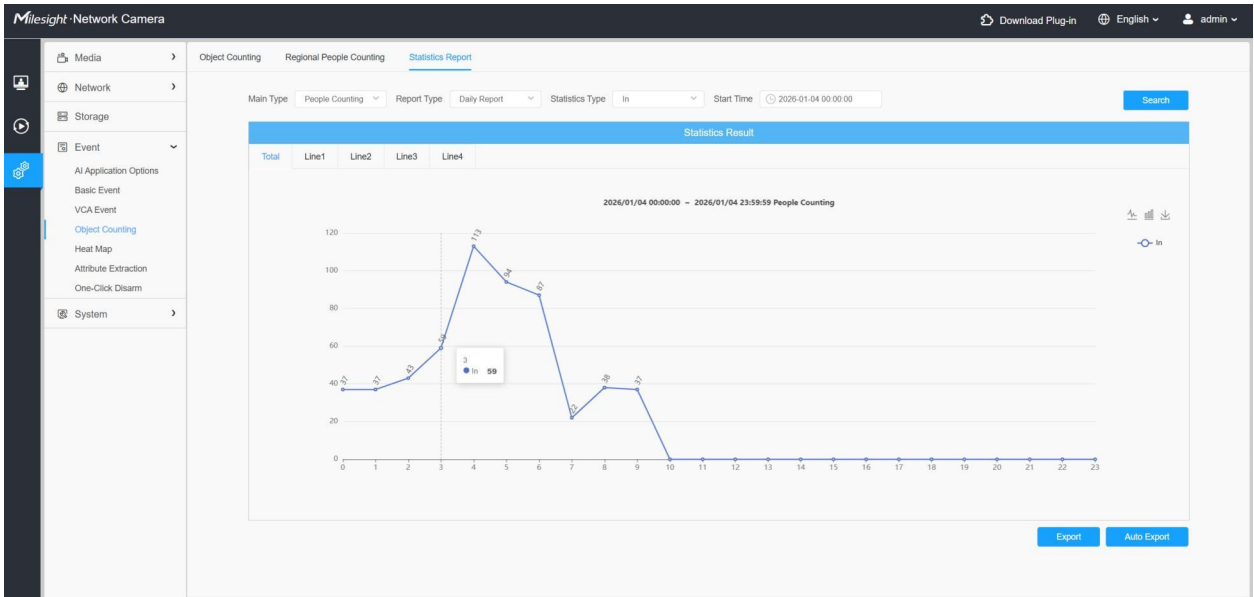 Milesight · Network Camera
Download Plug-in English admin
Media
Network
Storage
Event
AI Application Options
Basic Event
VCA Event
Object Counting
Heat Map
Attribute Extraction
One-Click Disarm
System
Object Counting Regional People Counting Statistics Report
Main Type People Counting Report Type Daily Report Statistics Type In Start Time 2026-01-04 00:00:00 Search
Statistics Result
Total Line1 Line2 Line3 Line4
2026/01/04 00:00:00 ~ 2026/01/04 23:59:59 People Counting
In
120
100
80
60
40
20
0
37 37 43 59 113 94 87 22 38 37
3
In 59
0 1 2 3 4 5 6 7 8 9 10 11 12 13 14 15 16 17 18 19 20 21 22 23
Export Auto Export